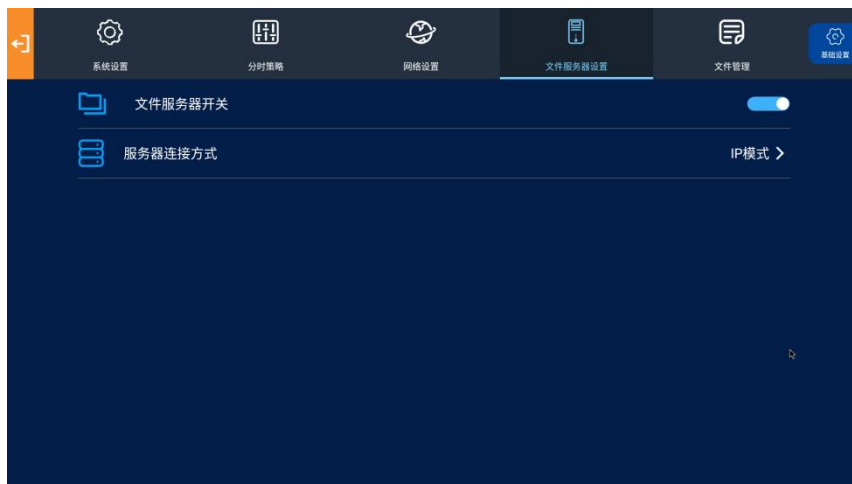 系统设置
分时策略
网络设置
文件服务器设置
文件管理
基础设置
文件服务器开关
服务器连接方式
IP模式